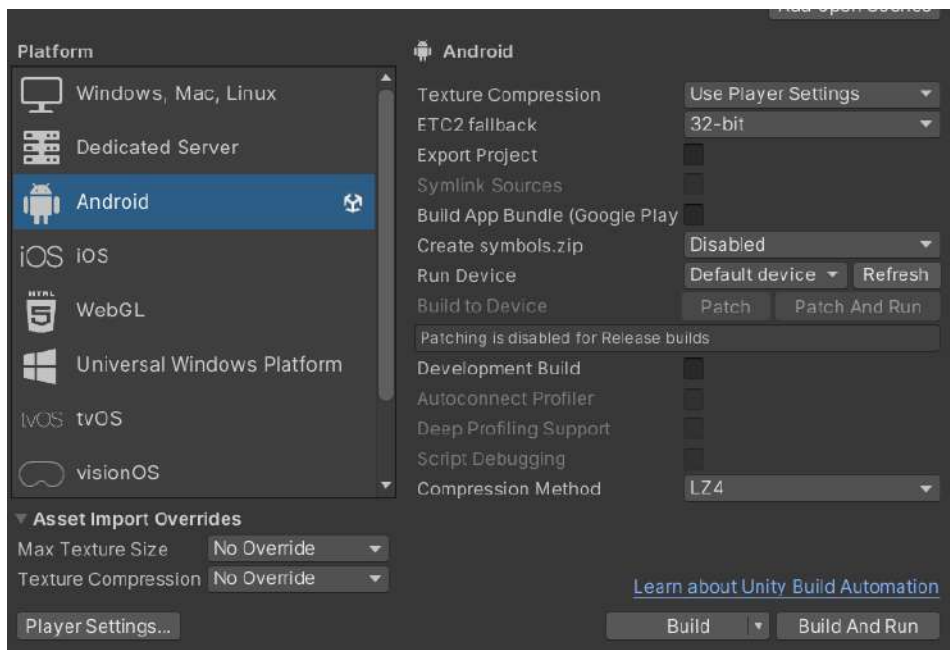 Platform
Windows, Mac, Linux
Dedicated Server
Android
iOS iOS
HTML
5 WebGL
Universal Windows Platform
tvOS tvOS
visionOS
Asset Import Overrides
Max Texture Size No Override
Texture Compression No Override
Player Settings...
Android
Texture Compression Use Player Settings
ETC2 fallback 32-bit
Export Project
Symlink Sources
Build App Bundle (Google Play
Create symbols.zip Disabled
Run Device Default device Refresh
Build to Device Patch Patch And Run
Patching is disabled for Release builds
Development Build
Autoconnect Profiler
Deep Profiling Support
Script Debugging
Compression Method LZ4
Learn about Unity Build Automation
Build Build And Run